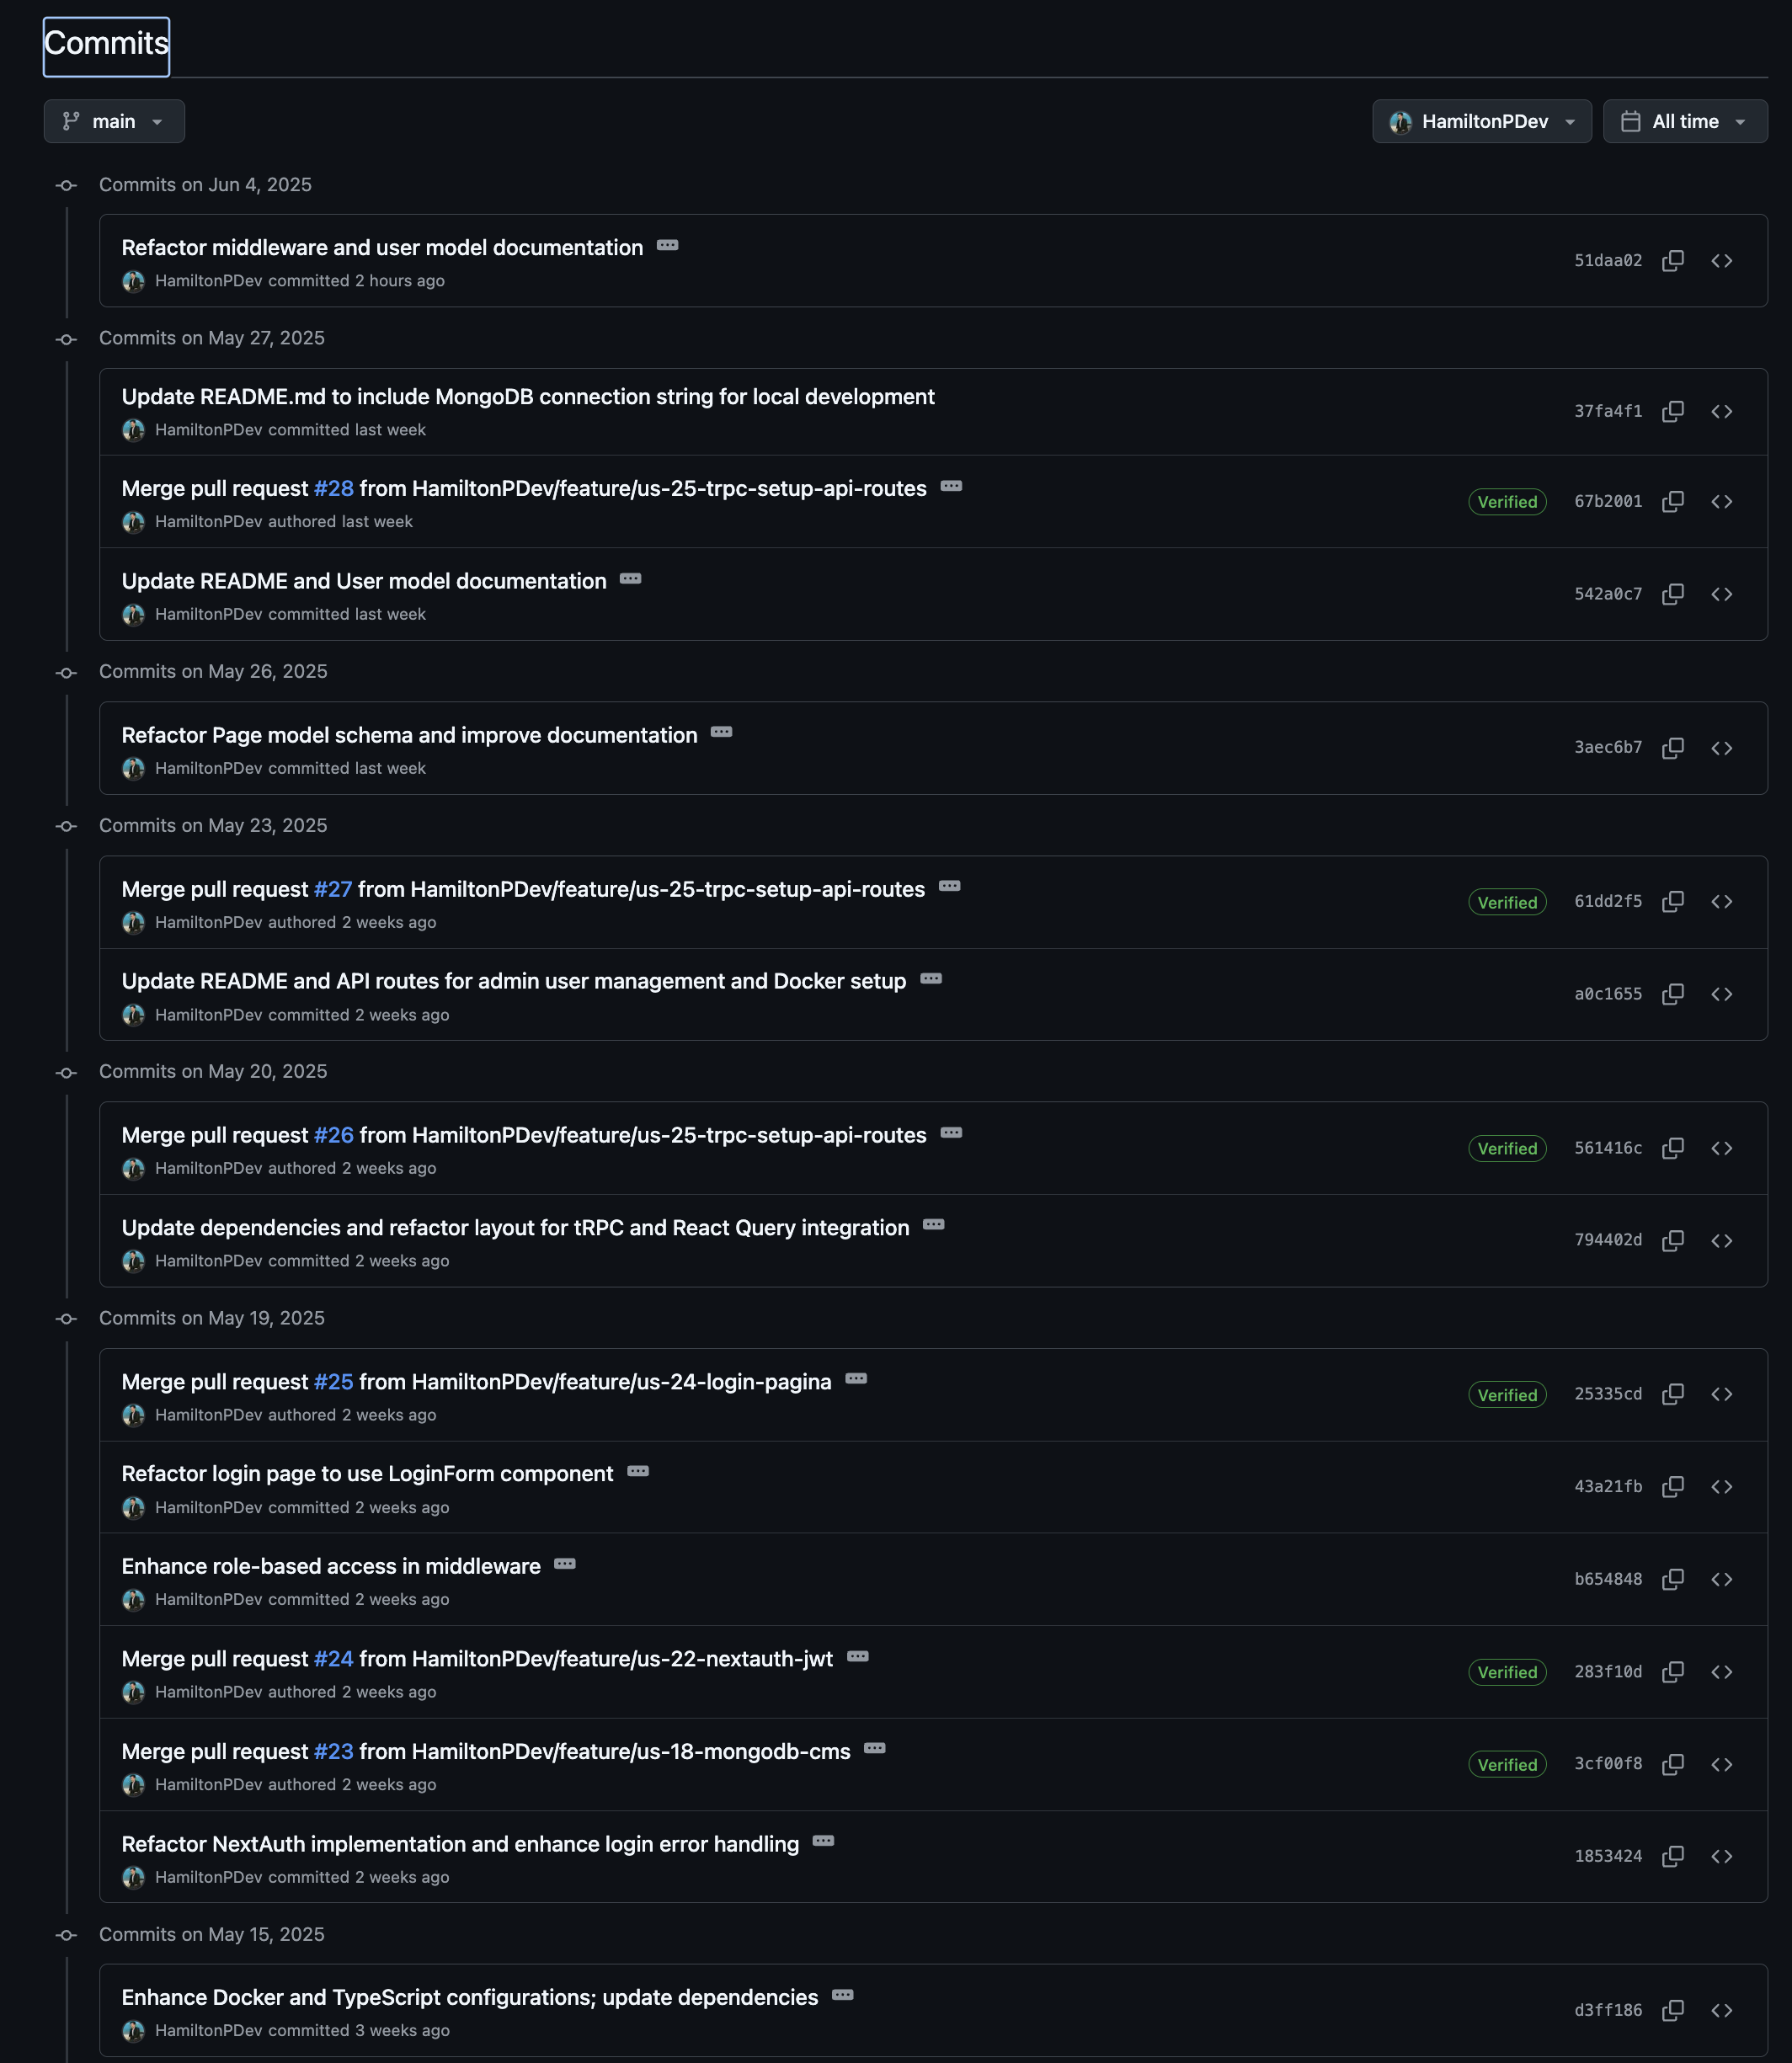 Commits
main
HamiltonPDev
All time
Commits on Jun 4, 2025
Refactor middleware and user model documentation
51daa02
HamiltonPDev committed 2 hours ago
Commits on May 27, 2025
Update README.md to include MongoDB connection string for local development
37fa4f1
HamiltonPDev committed last week
Merge pull request #28 from HamiltonPDev/feature/us-25-trpc-setup-api-routes
Verified 67b2001
HamiltonPDev authored last week
Update README and User model documentation
542a0c7
HamiltonPDev committed last week
Commits on May 26, 2025
Refactor Page model schema and improve documentation
3aec6b7
HamiltonPDev committed last week
Commits on May 23, 2025
Merge pull request #27 from HamiltonPDev/feature/us-25-trpc-setup-api-routes
Verified 61dd2f5
HamiltonPDev authored 2 weeks ago
Update README and API routes for admin user management and Docker setup
a0c1655
HamiltonPDev committed 2 weeks ago
Commits on May 20, 2025
Merge pull request #26 from HamiltonPDev/feature/us-25-trpc-setup-api-routes
Verified 561416c
HamiltonPDev authored 2 weeks ago
Update dependencies and refactor layout for tRPC and React Query integration
794402d
HamiltonPDev committed 2 weeks ago
Commits on May 19, 2025
Merge pull request #25 from HamiltonPDev/feature/us-24-login-pagina
Verified 25335cd
HamiltonPDev authored 2 weeks ago
Refactor login page to use LoginForm component
43a21fb
HamiltonPDev committed 2 weeks ago
Enhance role-based access in middleware
b654848
HamiltonPDev committed 2 weeks ago
Merge pull request #24 from HamiltonPDev/feature/us-22-nextauth-jwt
Verified 283f10d
HamiltonPDev authored 2 weeks ago
Merge pull request #23 from HamiltonPDev/feature/us-18-mongodb-cms
Verified 3cf00f8
HamiltonPDev authored 2 weeks ago
Refactor NextAuth implementation and enhance login error handling
1853424
HamiltonPDev committed 2 weeks ago
Commits on May 15, 2025
Enhance Docker and TypeScript configurations; update dependencies
d3ff186
HamiltonPDev committed 3 weeks ago